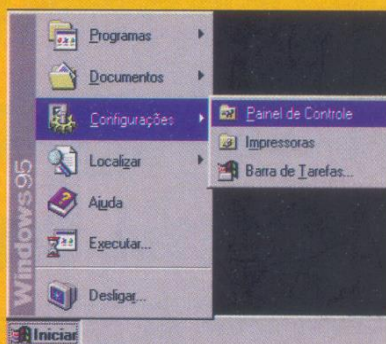 Programas
Documentos
Configurações
Painel de Controle
Impressoras
Barra de Tarefas...
Localizar
Ajuda
Executar...
Desligar...
Windows95
Iniciar